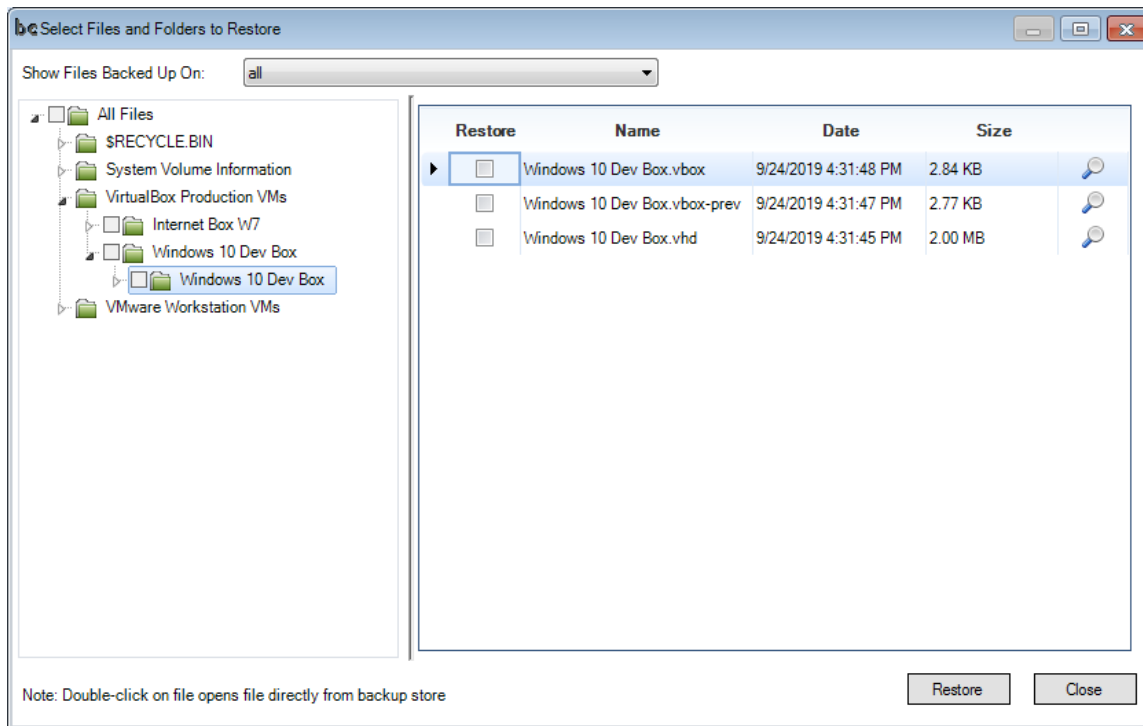 bc Select Files and Folders to Restore
Show Files Backed Up On: all
All Files
$RECYCLE.BIN
System Volume Information
VirtualBox Production VMs
Internet Box W7
Windows 10 Dev Box
Windows 10 Dev Box
VMware Workstation VMs
Restore Name Date Size
Windows 10 Dev Box.vbox 9/24/2019 4:31:48 PM 2.84 KB
Windows 10 Dev Box.vbox-prev 9/24/2019 4:31:47 PM 2.77 KB
Windows 10 Dev Box.vhd 9/24/2019 4:31:45 PM 2.00 MB
Note: Double-click on file opens file directly from backup store
Restore Close